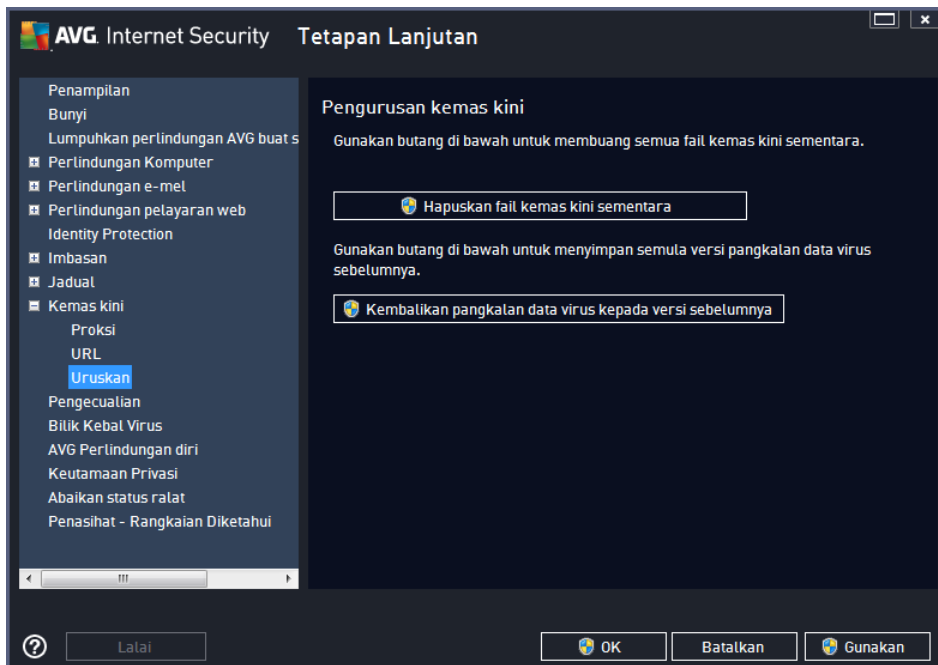 AVG. Internet Security Tetapan Lanjutan
Penampilan
Bunyi
Lumpuhkan perlindungan AVG buat s
Perlindungan Komputer
Perlindungan e-mel
Perlindungan pelayaran web
Identity Protection
Imbasan
Jadual
Kemas kini
Proksi
URL
Uruskan
Pengecualian
Bilik Kebal Virus
AVG Perlindungan diri
Keutamaan Privasi
Abaikan status ralat
Penasihat - Rangkaian Diketahui
Pengurusan kemas kini
Gunakan butang di bawah untuk membuang semua fail kemas kini sementara.
Hapuskan fail kemas kini sementara
Gunakan butang di bawah untuk menyimpan semula versi pangkalan data virus
sebelumnya.
Kembalikan pangkalan data virus kepada versi sebelumnya
Lalai
OK
Batalkan
Gunakan